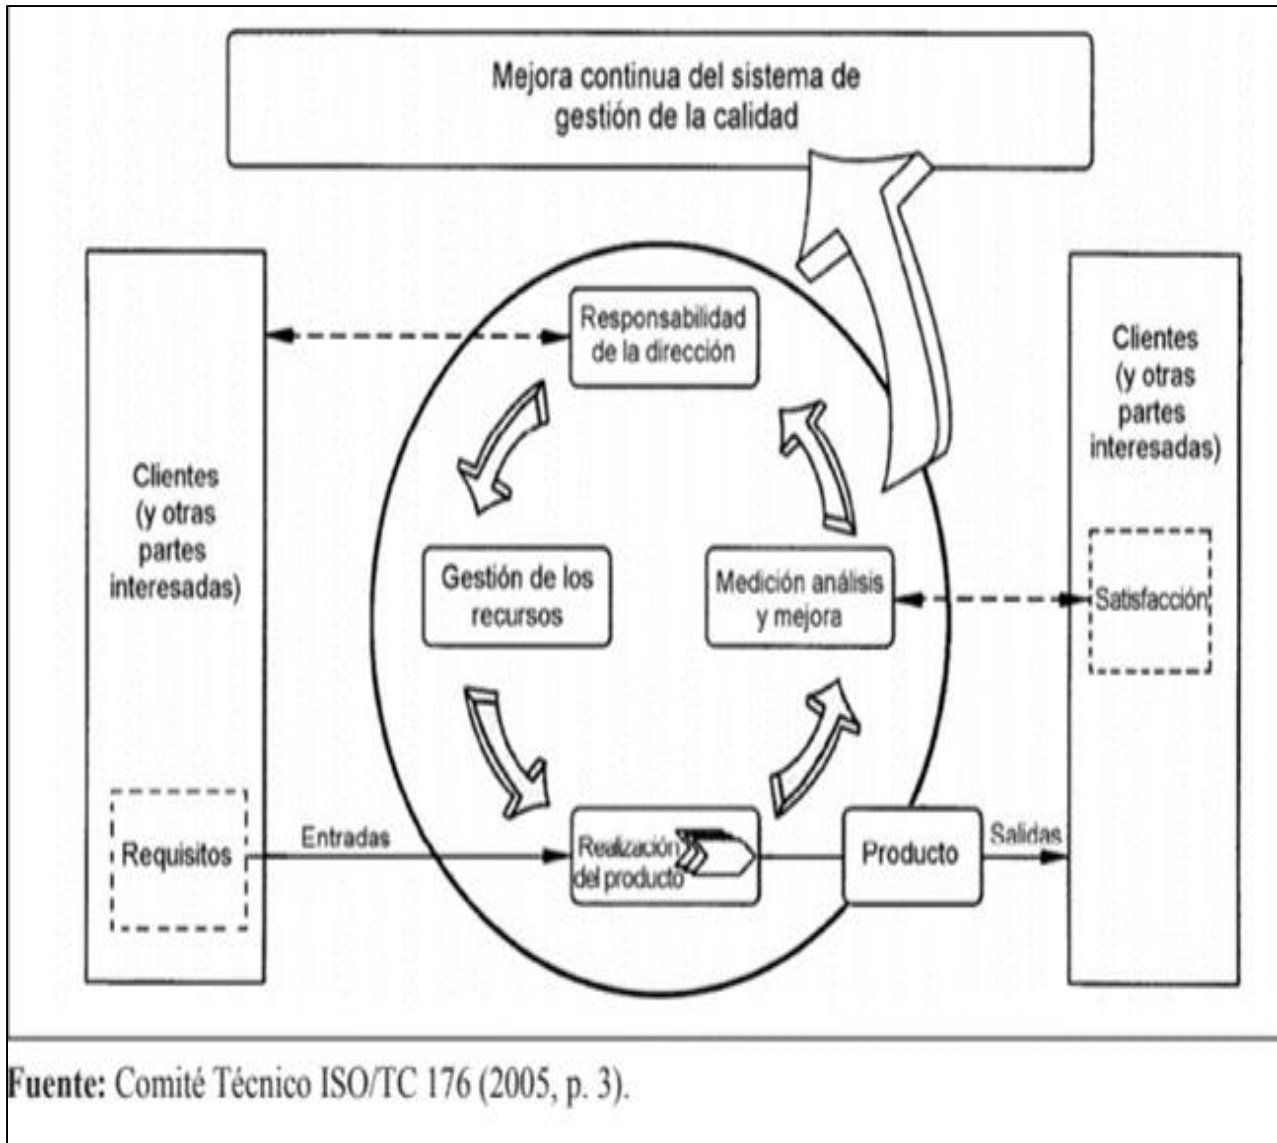 Mejora continua del sistema de
gestión de la calidad
Responsabilidad
de la dirección
Clientes
(y otras
partes
interesadas)
Clientes
(y otras
partes
interesadas)
Gestión de los
recursos
Medición análisis
y mejora
Satisfacción
Requisitos
Entradas
Realización
del producto
Producto
Salidas
Fuente: Comité Técnico ISO/TC 176 (2005, p. 3).